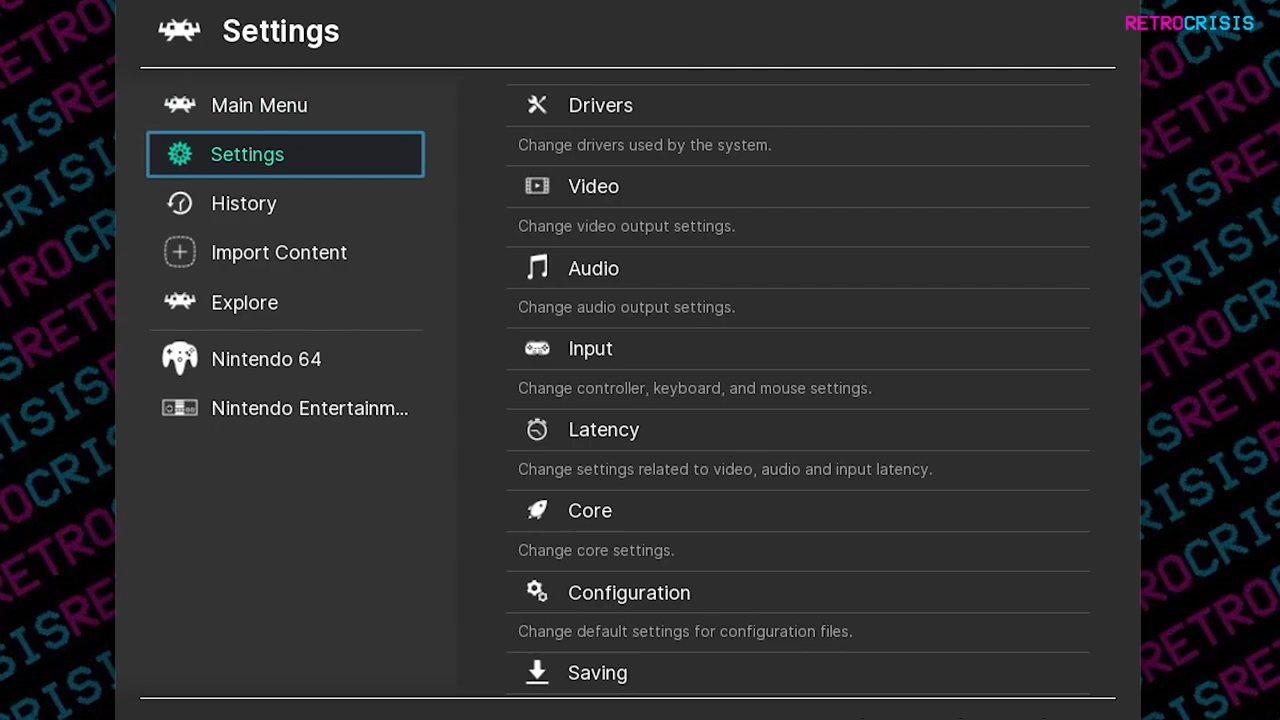 Settings
RETROCRISIS
Main Menu
Settings
History
Import Content
Explore
Nintendo 64
Nintendo Entertainm...
Drivers
Change drivers used by the system.
Video
Change video output settings.
Audio
Change audio output settings.
Input
Change controller, keyboard, and mouse settings.
Latency
Change settings related to video, audio and input latency.
Core
Change core settings.
Configuration
Change default settings for configuration files.
Saving